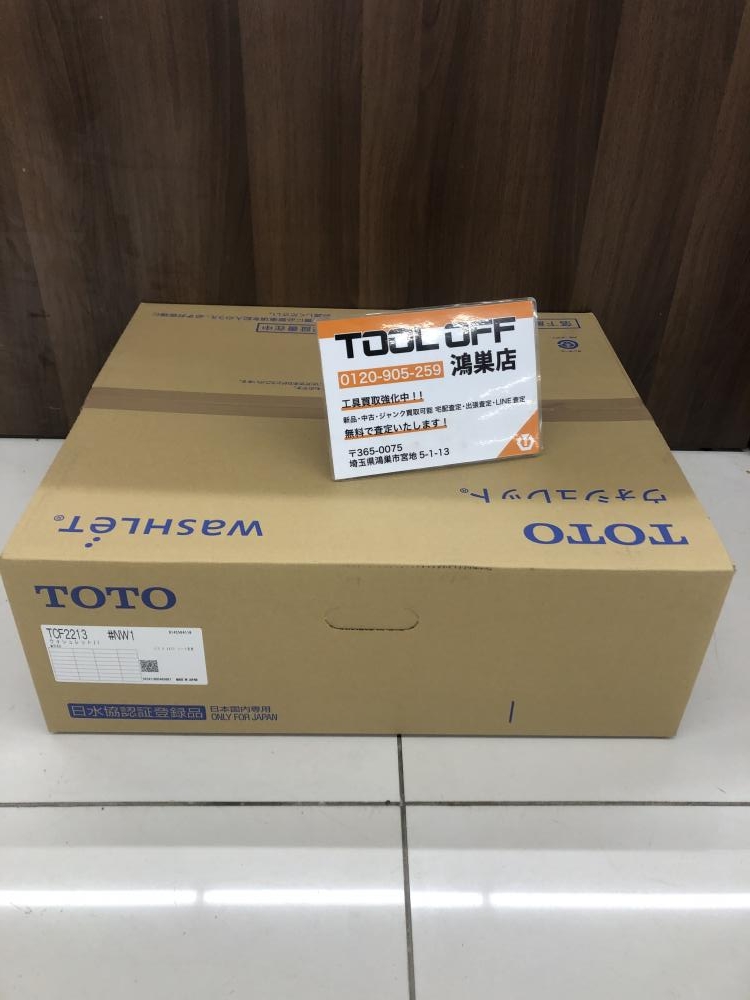 TOOL OFF
0120-905-259 鴻巣店
工具買取強化中!!
新品・中古・ジャンク買取可能 宅配査定・出張査定・LINE査定
無料で査定いたします!
〒365-0075
埼玉県鴻巣市宮地 5-1-13
ウォシュレット®
WASHLET®
TOTO
TOTO
TCF2213 #NW1
MADE IN JAPAN
日水協認証登録品 日本国内専用
ONLY FOR JAPAN